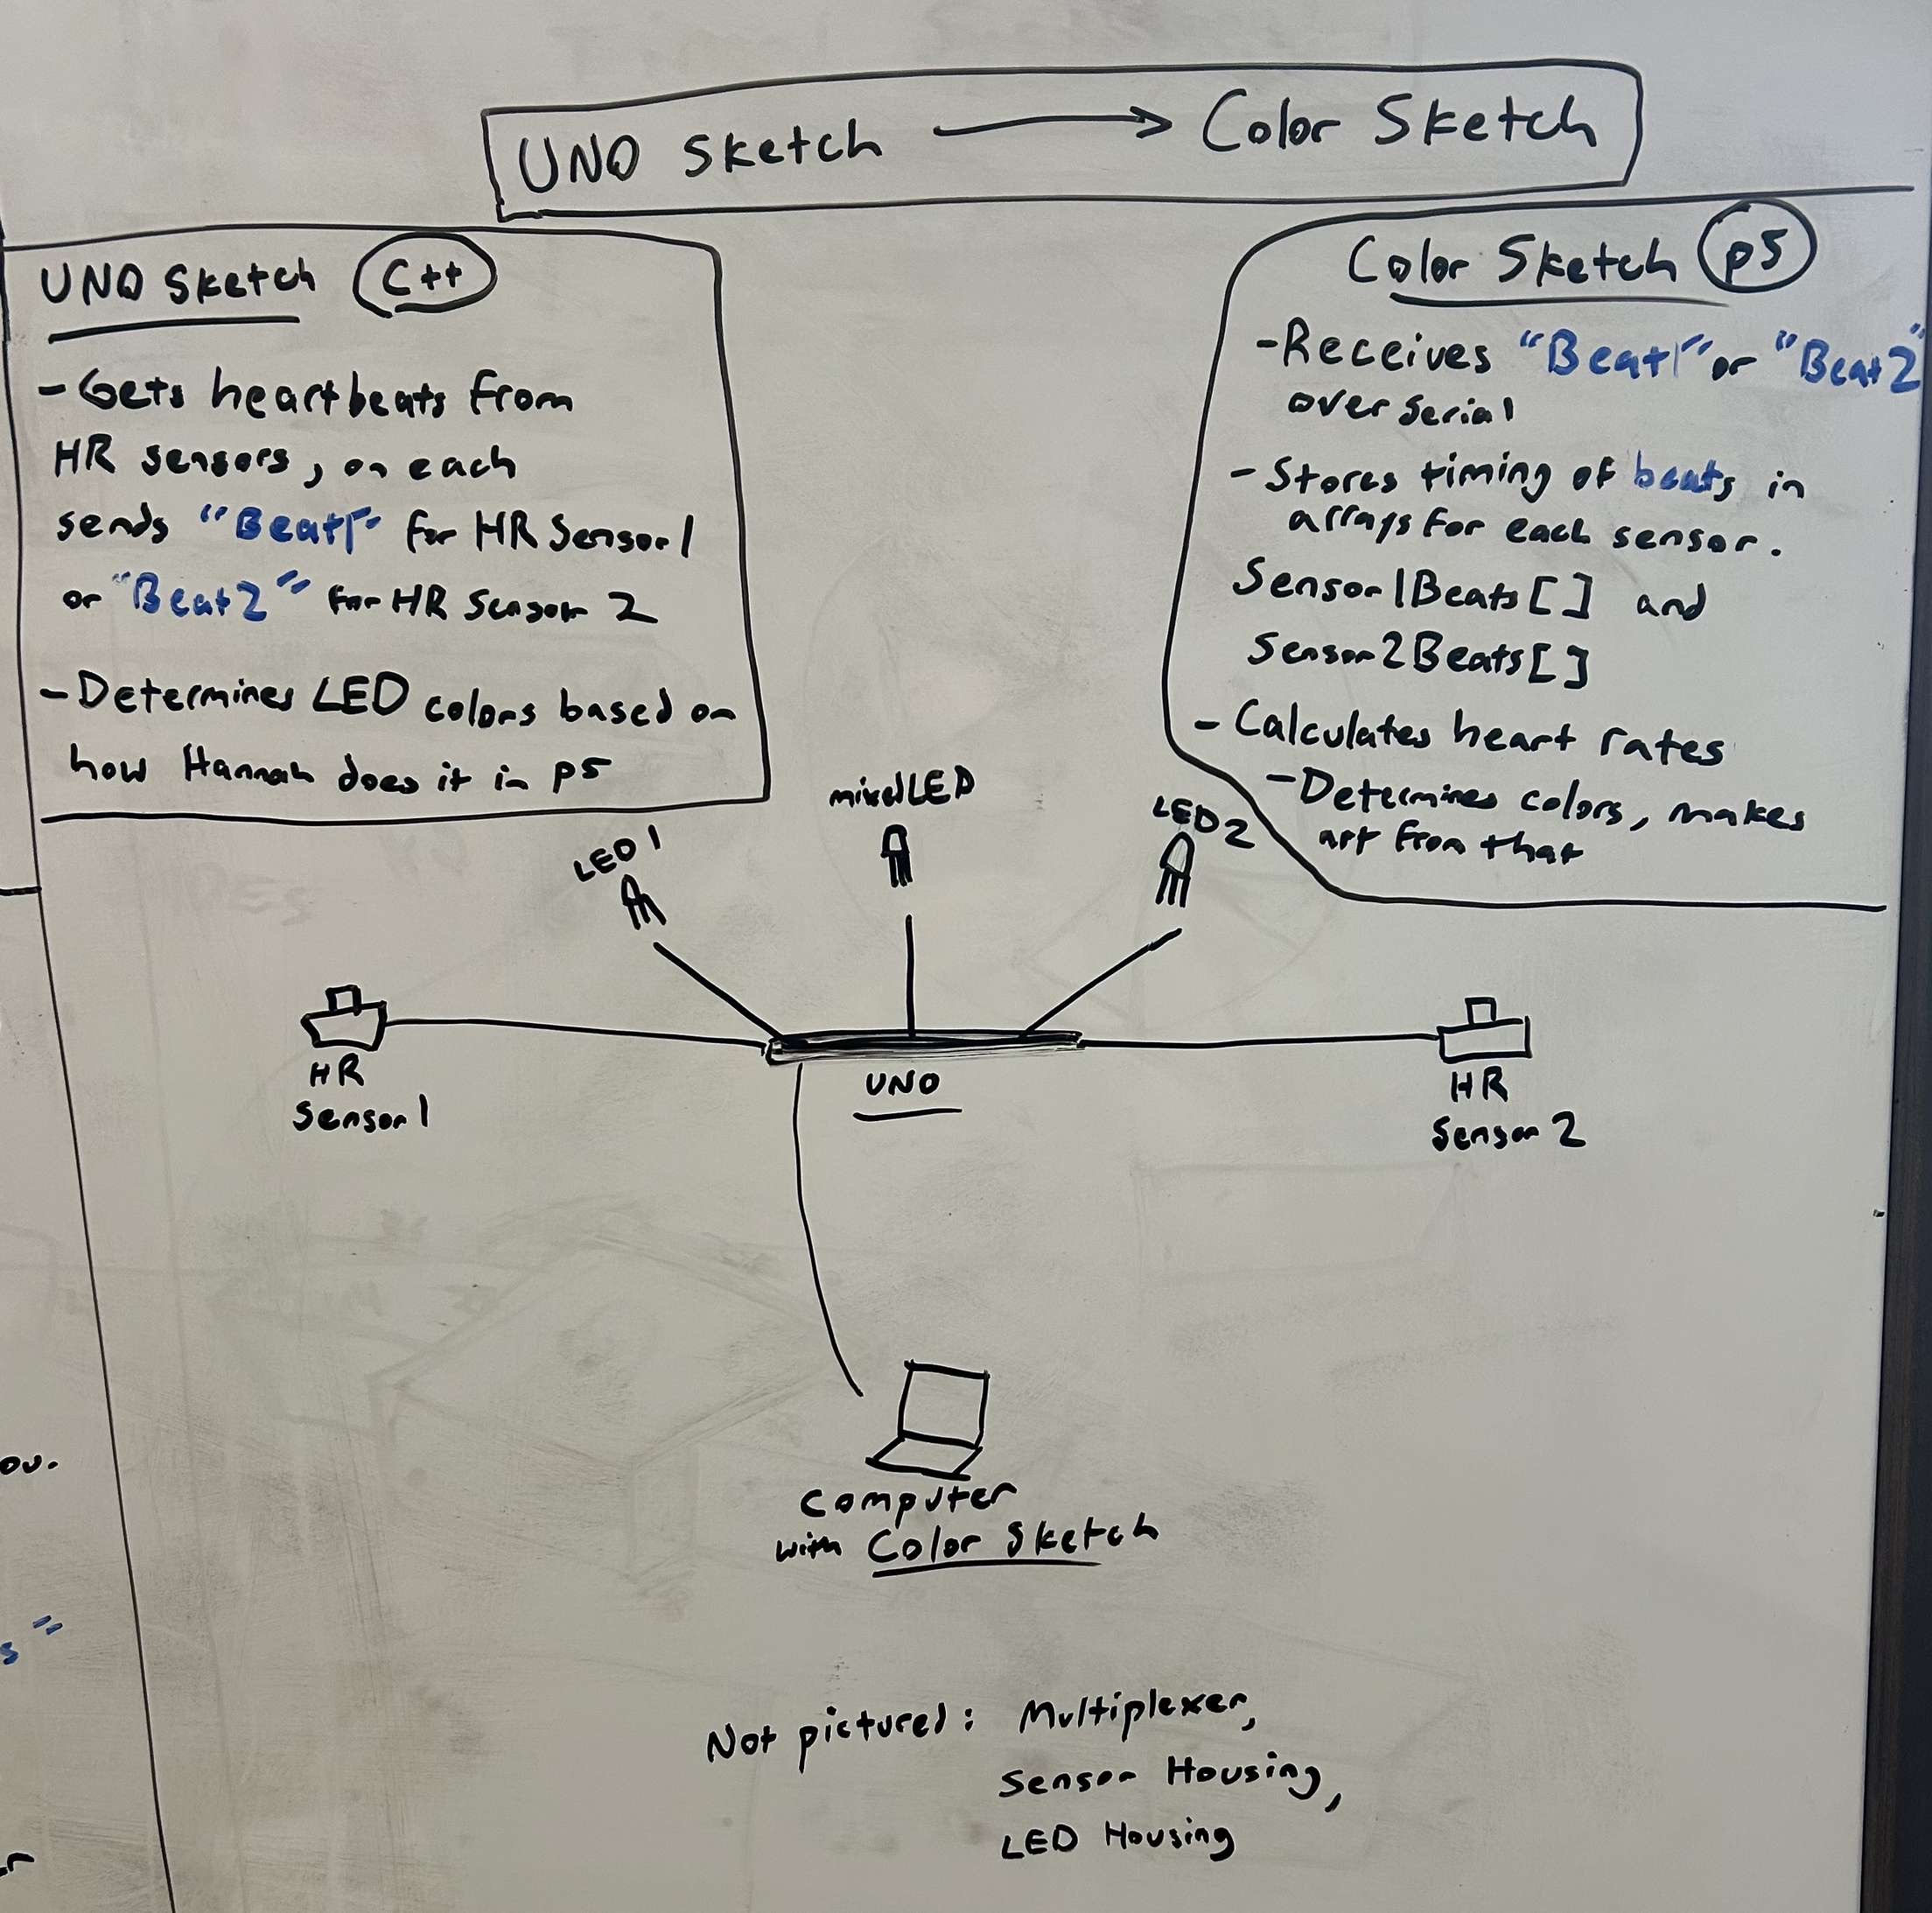 UNO Sketch → Color Sketch
UNO Sketch C++
- Gets heartbeats from
HR sensors, on each
sends "Beat1" for HR Sensor1
or "Beat2" for HR Sensor 2
- Determines LED colors based on
how Hannah does it in p5
Color Sketch p5
- Receives "Beat1" or "Beat2"
over serial
- Stores timing of beats in
arrays for each sensor.
Sensor1Beats[] and
Sensor2Beats[]
- Calculates heart rates
- Determines colors, makes
art from that
LED 1
mixedLED
LED 2
HR
Sensor 1
UNO
HR
Sensor 2
Computer
with Color Sketch
Not pictured: Multiplexer,
Sensor Housing,
LED Housing
ou.
s"